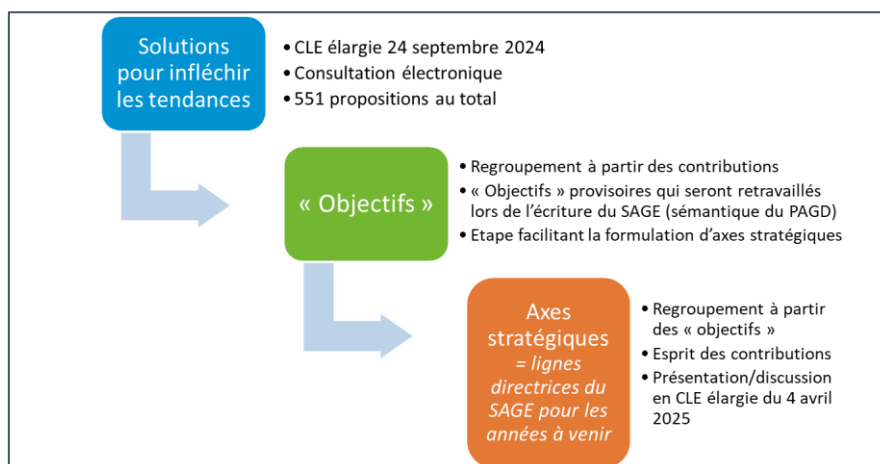 Solutions
pour infléchir
les tendances
• CLE élargie 24 septembre 2024
• Consultation électronique
• 551 propositions au total
« Objectifs »
• Regroupement à partir des contributions
• « Objectifs » provisoires qui seront retravaillés
lors de l'écriture du SAGE (sémantique du PAGD)
• Etape facilitant la formulation d'axes stratégiques
Axes
stratégiques
= lignes
directrices du
SAGE pour les
années à venir
• Regroupement à partir
des « objectifs »
• Esprit des contributions
• Présentation/discussion
en CLE élargie du 4 avril
2025